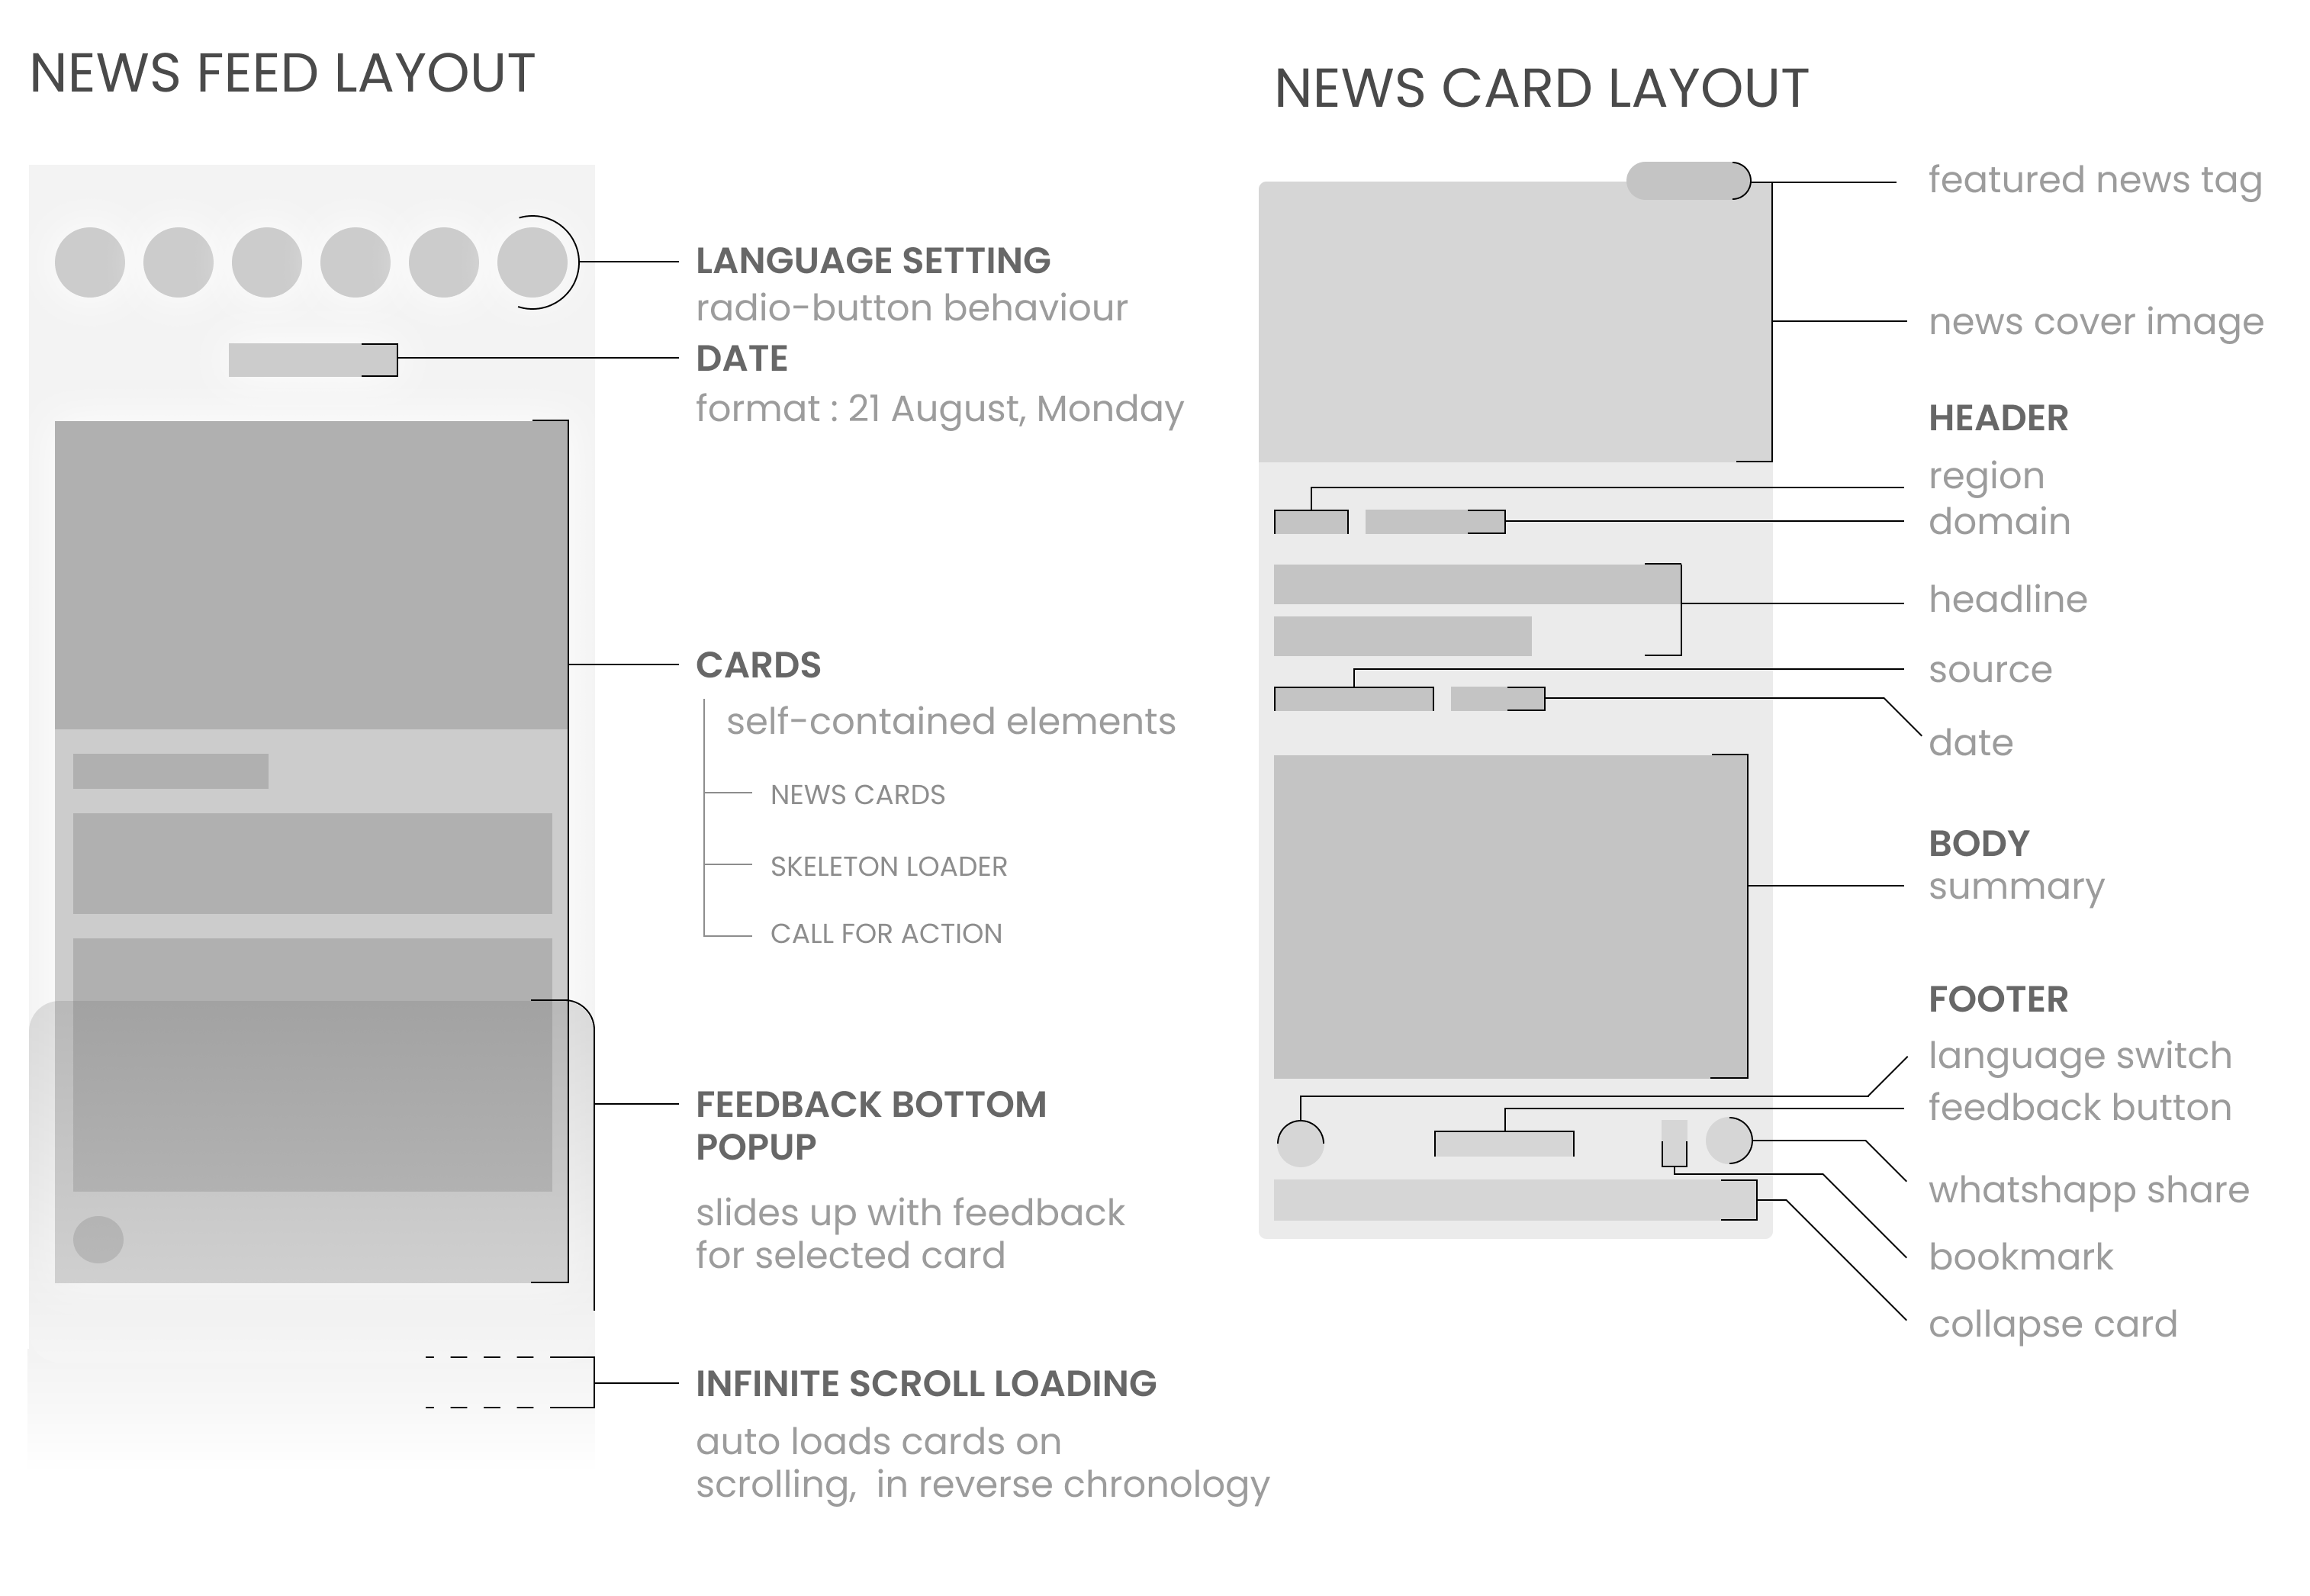 NEWS FEED LAYOUT
LANGUAGE SETTING
radio-button behaviour
DATE
format : 21 August, Monday
CARDS
self-contained elements
NEWS CARDS
SKELETON LOADER
CALL FOR ACTION
FEEDBACK BOTTOM
POPUP
slides up with feedback
for selected card
INFINITE SCROLL LOADING
auto loads cards on
scrolling, in reverse chronology
NEWS CARD LAYOUT
featured news tag
news cover image
HEADER
region
domain
headline
source
date
BODY
summary
FOOTER
language switch
feedback button
whatshapp share
bookmark
collapse card